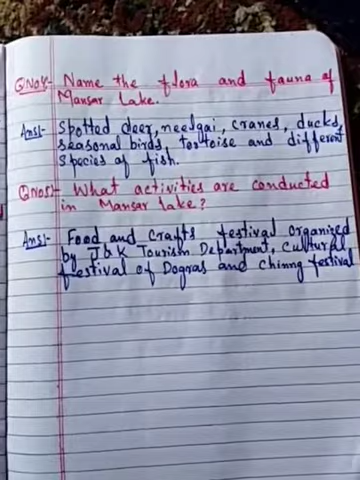 QNo4:- Name the flora and fauna of
Mansar Lake.
Ans:- Spotted deer, neelgai, cranes, ducks,
seasonal birds, tortoise and different
species of fish.
QNo5:- What activities are conducted
in Mansar lake?
Ans:- Food and crafts festival organized
by J&K Tourism Department, cultural
festival of Dogras and chinng festival